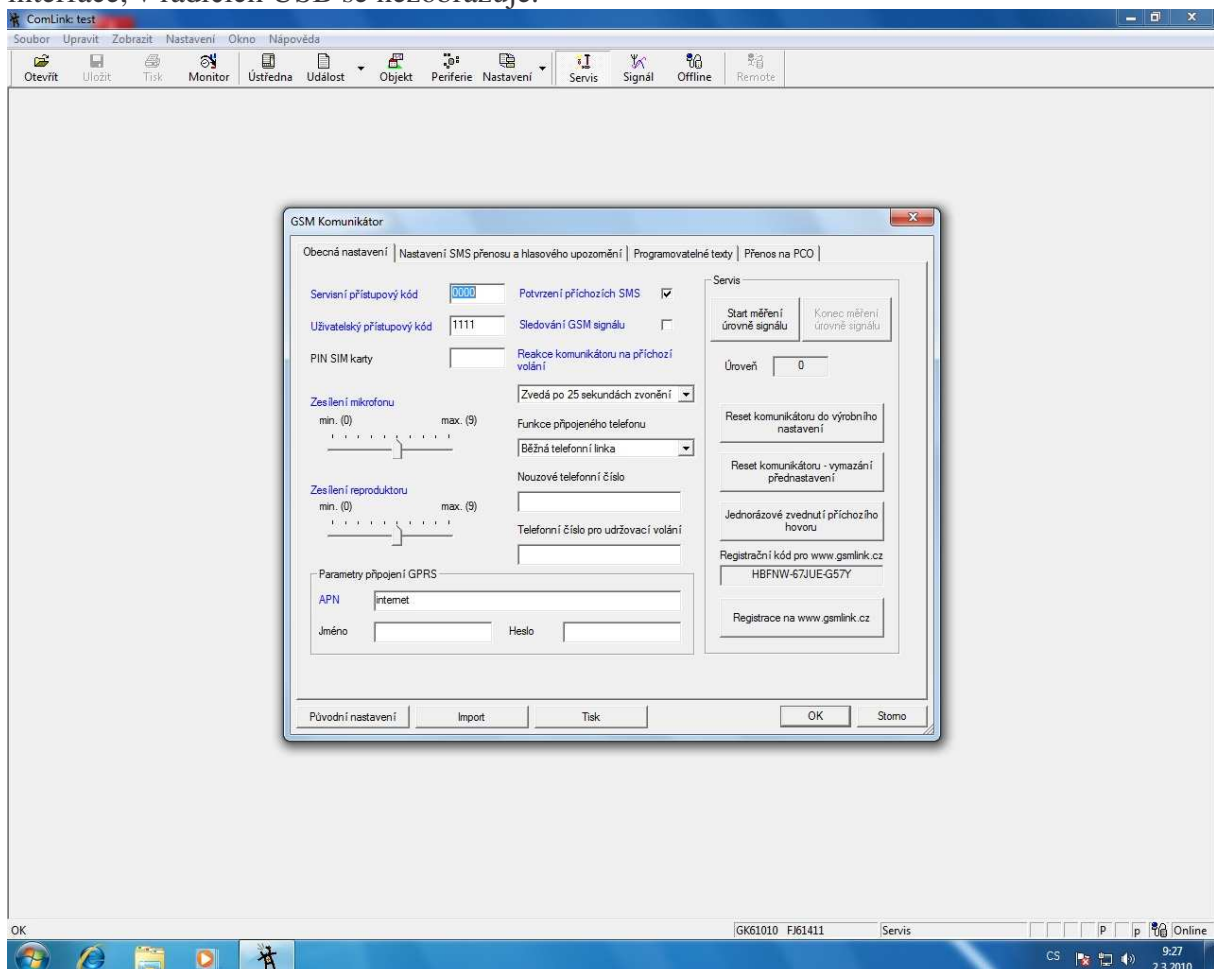 interface, v řadičích USB se nezobrazuje.
ComLink: test
Soubor Upravit Zobrazit Nastavení Okno Nápověda
Otevřít Uložit Tisk Monitor Ústředna Událost Objekt Periferie Nastavení Servis Signál Offline Remote
GSM Komunikátor
Obecná nastavení Nastavení SMS přenosu a hlasového upozornění Programovatelné texty Přenos na PCO
Servisní přístupový kód 0000
Uživatelský přístupový kód 1111
PIN SIM karty
Zesílení mikrofonu
min. (0) max. (9)
Zesílení reproduktoru
min. (0) max. (9)
Potvrzení příchozích SMS
Sledování GSM signálu
Reakce komunikátoru na příchozí
volání
Zvedá po 25 sekundách zvonění
Funkce připojeného telefonu
Běžná telefonní linka
Nouzové telefonní číslo
Telefonní číslo pro udržovací volání
Parametry připojení GPRS
APN internet
Jméno Heslo
Servis
Start měření
úrovně signálu
Konec měření
úrovně signálu
Úroveň 0
Reset komunikátoru do výrobního
nastavení
Reset komunikátoru - vymazání
přednastavení
Jednorázové zvednutí příchozího
hovoru
Registrační kód pro www.gsmlink.cz
HBFNW-67JUE-G57Y
Registrace na www.gsmlink.cz
Původní nastavení Import Tisk OK Storno
OK GK61010 FJ61411 Servis P p Online
CS 9:27
2.3.2010